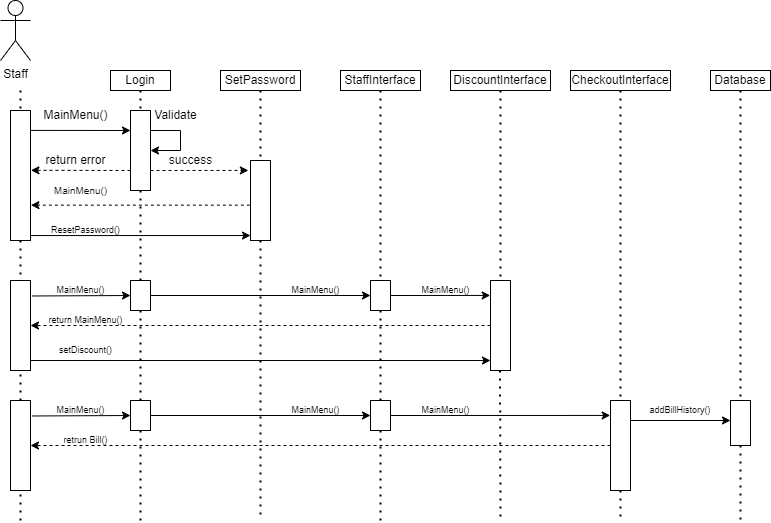 Staff
Login
SetPassword
StaffInterface
DiscountInterface
CheckoutInterface
Database
MainMenu()
Validate
return error
success
MainMenu()
ResetPassword()
MainMenu()
MainMenu()
MainMenu()
return MainMenu()
setDiscount()
MainMenu()
MainMenu()
MainMenu()
addBillHistory()
retrun Bill()